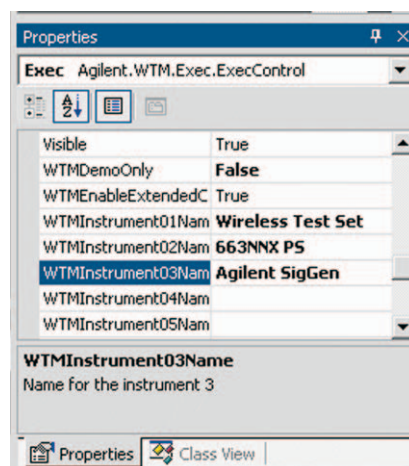 Properties
Exec Agilent.WTM.Exec.ExecControl
Visible True
WTMDemoOnly False
WTMEnableExtendedC True
WTMInstrument01Nam Wireless Test Set
WTMInstrument02Nam 663NNX PS
WTMInstrument03Nam Agilent SigGen
WTMInstrument04Nam
WTMInstrument05Nam
WTMInstrument03Name
Name for the instrument 3
Properties Class View